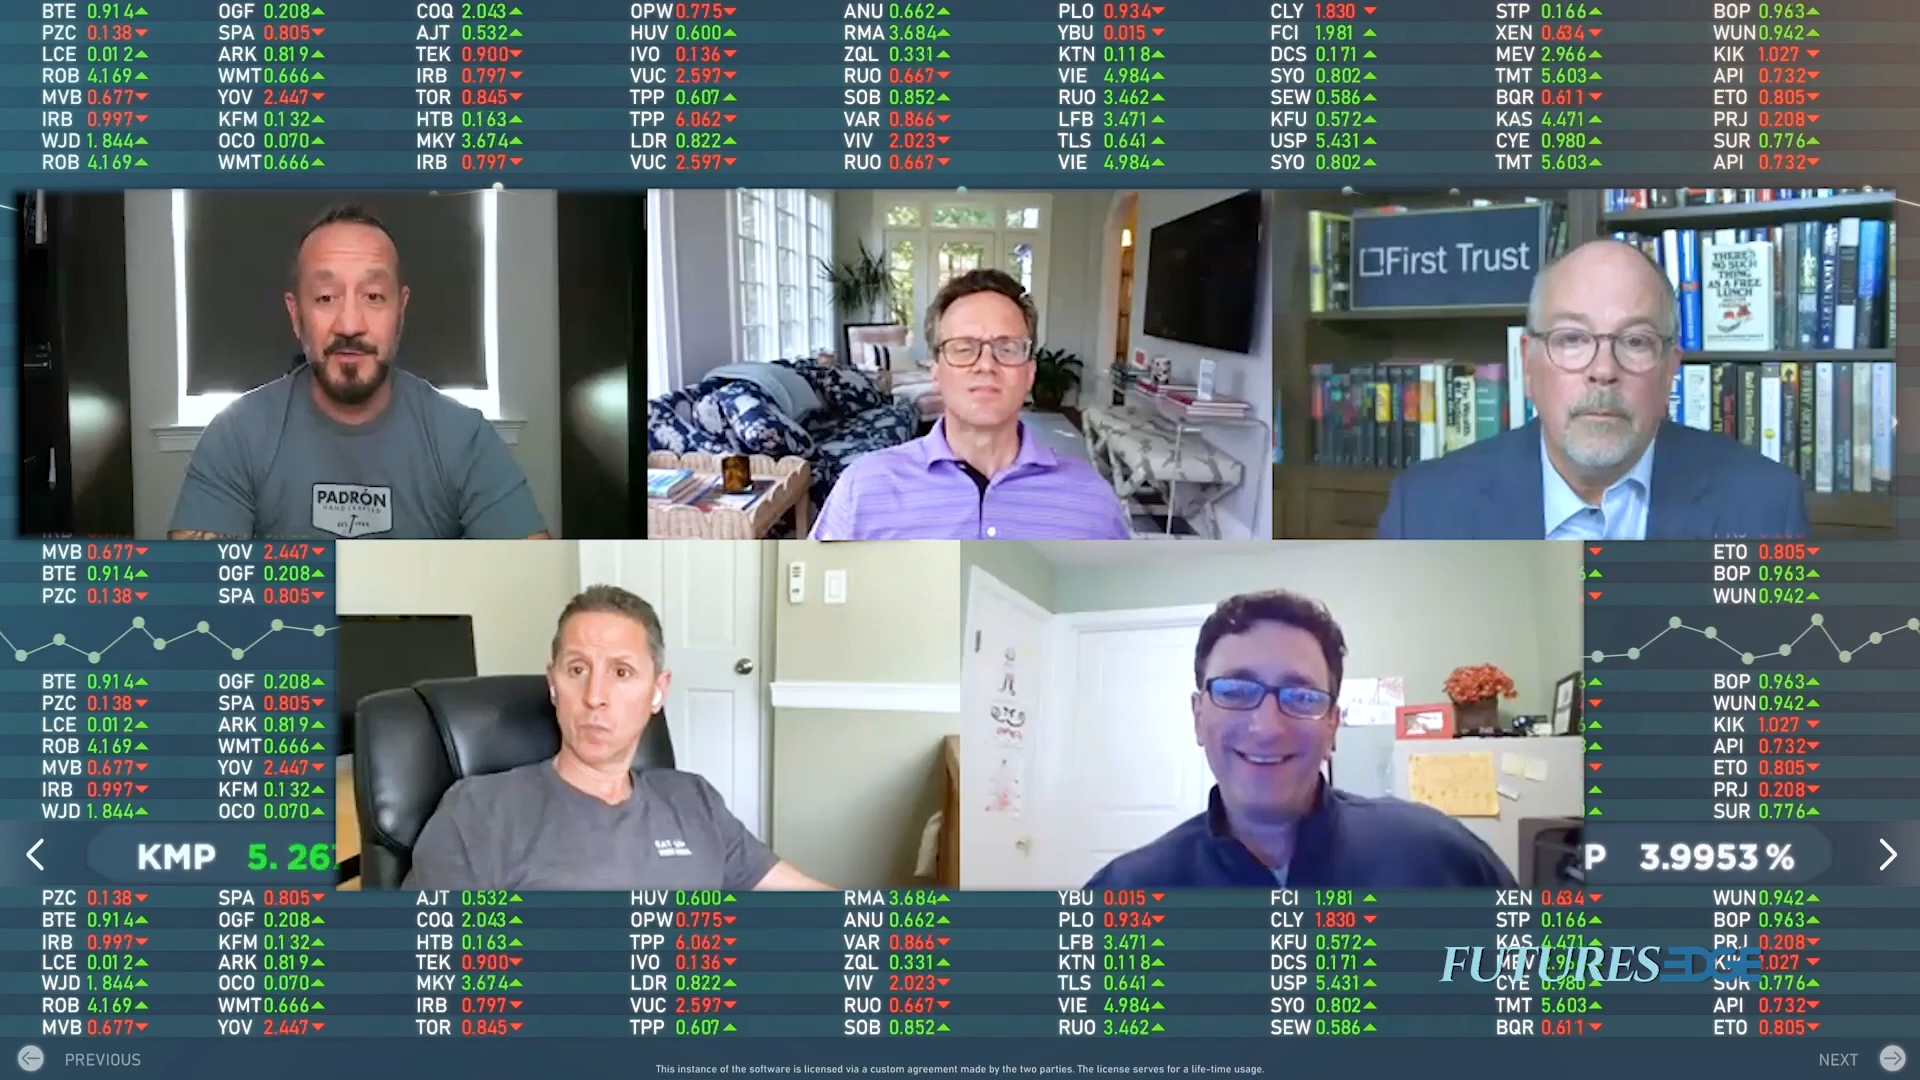 BTE 0.914 OGF 0.208 COQ 2.043 OPW 0.775 ANU 0.662 PLO 0.934 CLY 1.830 STP 0.166 BOP 0.963
PZC 0.138 SPA 0.805 AJT 0.532 HUV 0.600 RMA 3.684 YBU 0.015 FCI 1.981 XEN 0.634 WUN 0.942
LCE 0.012 ARK 0.819 TEK 0.900 IVO 0.136 ZQL 0.331 KTN 0.118 DCS 0.171 MEV 2.966 KIK 1.027
ROB 4.169 WMT 0.666 IRB 0.797 VUC 2.597 RUO 0.667 VIE 4.984 SYO 0.802 TMT 5.603 API 0.732
MVB 0.677 YOV 2.447 TOR 0.845 TPP 0.607 SOB 0.852 RUO 3.462 SEW 0.586 BQR 0.611 ETO 0.805
IRB 0.997 KFM 0.132 HTB 0.163 TPP 6.062 VAR 0.866 LFB 3.471 KFU 0.572 KAS 4.471 PRJ 0.208
WJD 1.844 OCO 0.070 MKY 3.674 LDR 0.822 VIV 2.023 TLS 0.641 USP 5.431 CYE 0.980 SUR 0.776
ROB 4.169 WMT 0.666 IRB 0.797 VUC 2.597 RUO 0.667 VIE 4.984 SYO 0.802 TMT 5.603 API 0.732
First Trust
THERE'S
NO SUCH
THING
AS A FREE
LUNCH
PADRÓN
HAND CRAFTED
MVB 0.677 YOV 2.447 ETO 0.805
BTE 0.914 OGF 0.208 BOP 0.963
PZC 0.138 SPA 0.805 WUN 0.942
BTE 0.914 OGF 0.208 BOP 0.963
PZC 0.138 SPA 0.805 WUN 0.942
LCE 0.012 ARK 0.819 KIK 1.027
ROB 4.169 WMT 0.666 API 0.732
MVB 0.677 YOV 2.447 ETO 0.805
IRB 0.997 KFM 0.132 PRJ 0.208
WJD 1.844 OCO 0.070 SUR 0.776
KMP 5.267 P 3.9953 %
PZC 0.138 SPA 0.805 AJT 0.532 HUV 0.600 RMA 3.684 YBU 0.015 FCI 1.981 XEN 0.634 WUN 0.942
BTE 0.914 OGF 0.208 COQ 2.043 OPW 0.775 ANU 0.662 PLO 0.934 CLY 1.830 STP 0.166 BOP 0.963
IRB 0.997 KFM 0.132 HTB 0.163 TPP 6.062 VAR 0.866 LFB 3.471 KFU 0.572 KAS 4.471 PRJ 0.208
FUTURES EDGE
LCE 0.012 ARK 0.819 TEK 0.900 IVO 0.136 ZQL 0.331 KTN 0.118 DCS 0.171 MEV
WJD 1.844 OCO 0.070 MKY 3.674 LDR 0.822 VIV 2.023 TLS 0.641 USP 5.431 CYE 0.980 SUR 0.776
ROB 4.169 WMT 0.666 IRB 0.797 VUC 2.597 RUO 0.667 VIE 4.984 SYO 0.802 TMT 5.603 API 0.732
MVB 0.677 YOV 2.447 TOR 0.845 TPP 0.607 SOB 0.852 RUO 3.462 SEW 0.586 BQR 0.611 ETO 0.805
PREVIOUS NEXT
This instance of the software is licensed via a custom agreement made by the two parties. The license serves for a life-time usage.